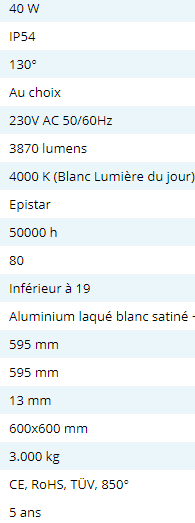 40 W
IP54
130°
Au choix
230V AC 50/60Hz
3870 lumens
4000 K (Blanc Lumière du jour)
Epistar
50000 h
80
Inférieur à 19
Aluminium laqué blanc satiné
595 mm
595 mm
13 mm
600x600 mm
3.000 kg
CE, RoHS, TÜV, 850°
5 ans